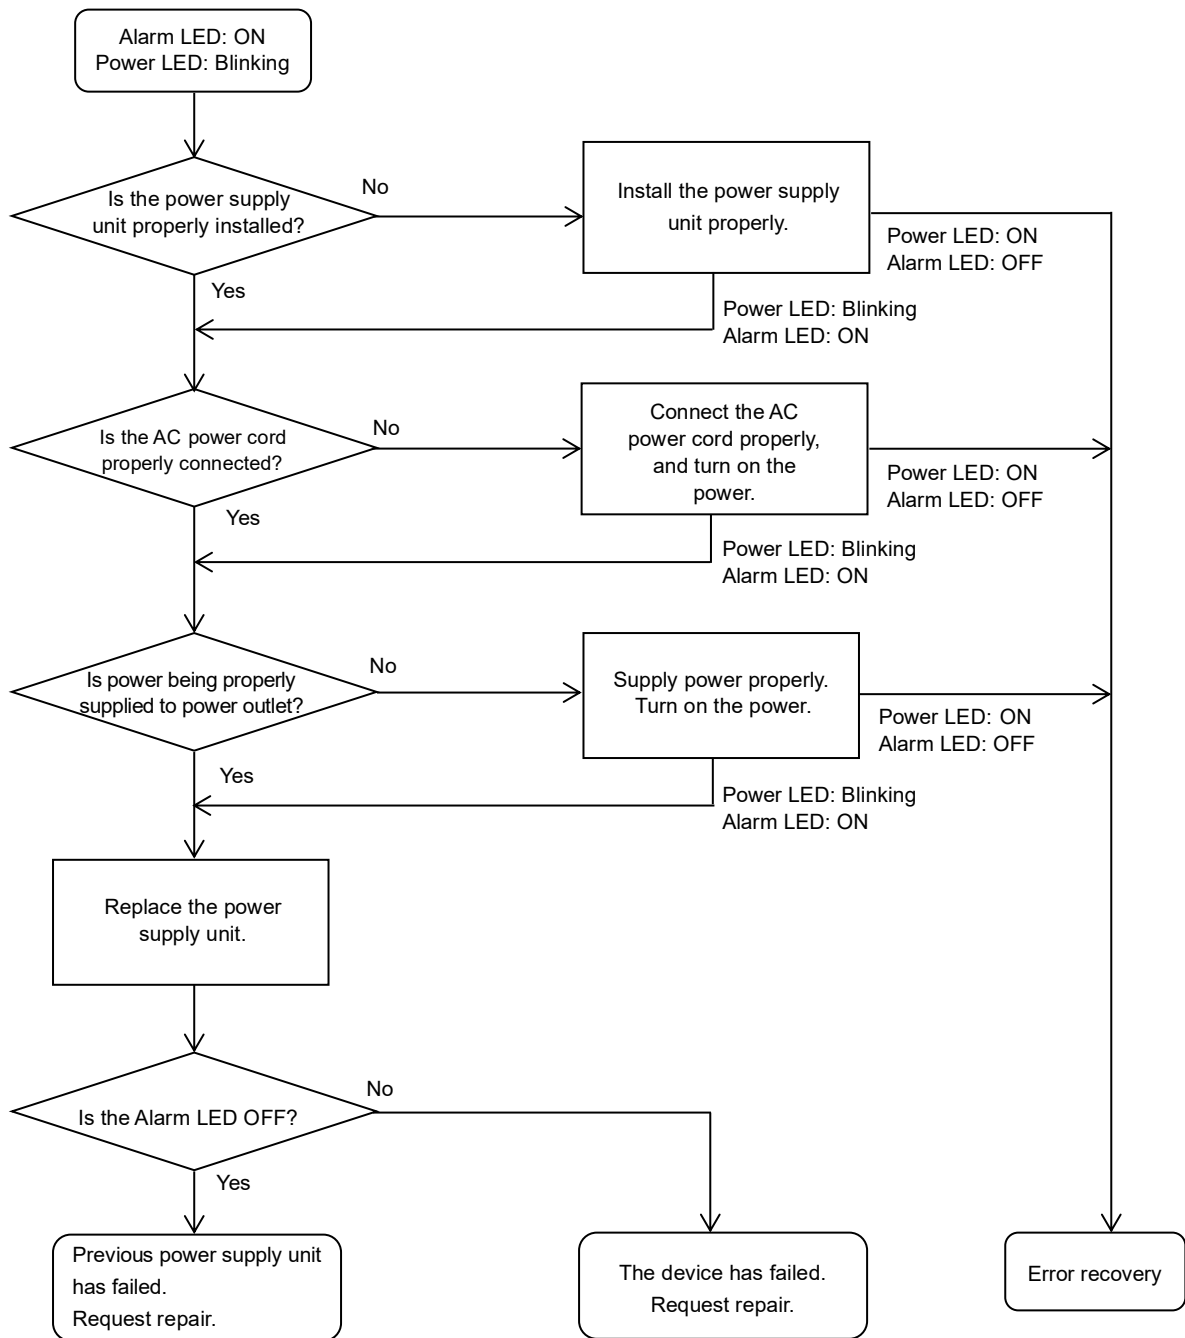 Alarm LED: ON
Power LED: Blinking
Is the power supply
unit properly installed?
No
Install the power supply
unit properly.
Power LED: ON
Alarm LED: OFF
Yes
Power LED: Blinking
Alarm LED: ON
Is the AC power cord
properly connected?
No
Connect the AC
power cord properly,
and turn on the
power.
Power LED: ON
Alarm LED: OFF
Yes
Power LED: Blinking
Alarm LED: ON
Is power being properly
supplied to power outlet?
No
Supply power properly.
Turn on the power.
Power LED: ON
Alarm LED: OFF
Yes
Power LED: Blinking
Alarm LED: ON
Replace the power
supply unit.
Is the Alarm LED OFF?
No
Yes
Previous power supply unit
has failed.
Request repair.
The device has failed.
Request repair.
Error recovery